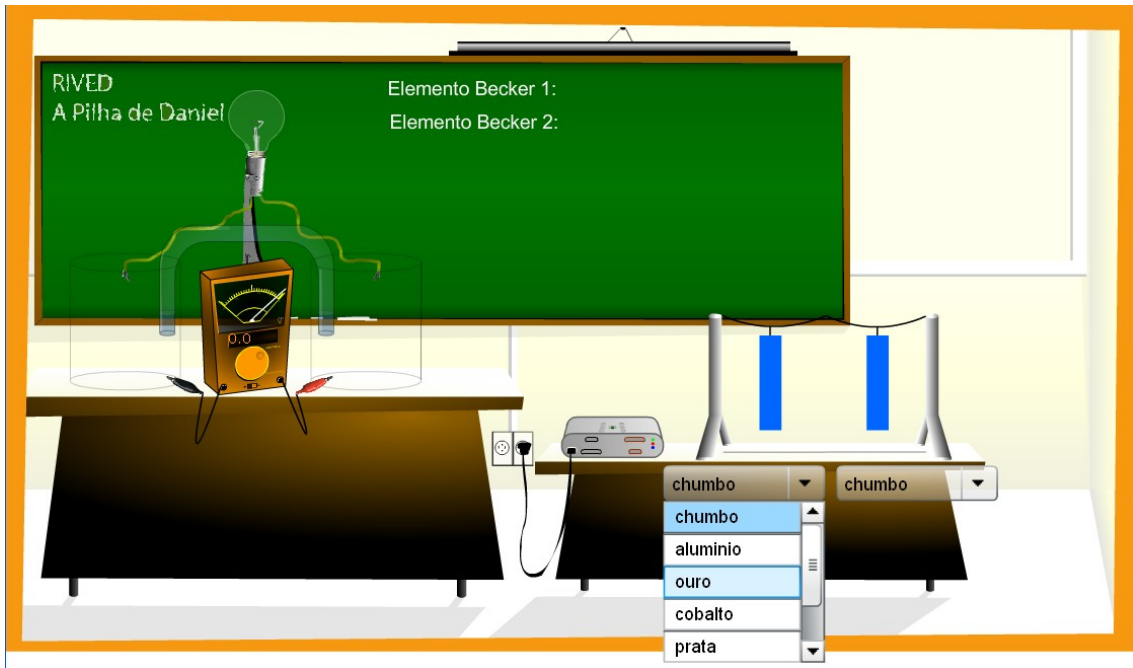 RIVED
A Pilha de Daniel
Elemento Becker 1:
Elemento Becker 2:
0.0
chumbo
chumbo
chumbo
aluminio
ouro
cobalto
prata